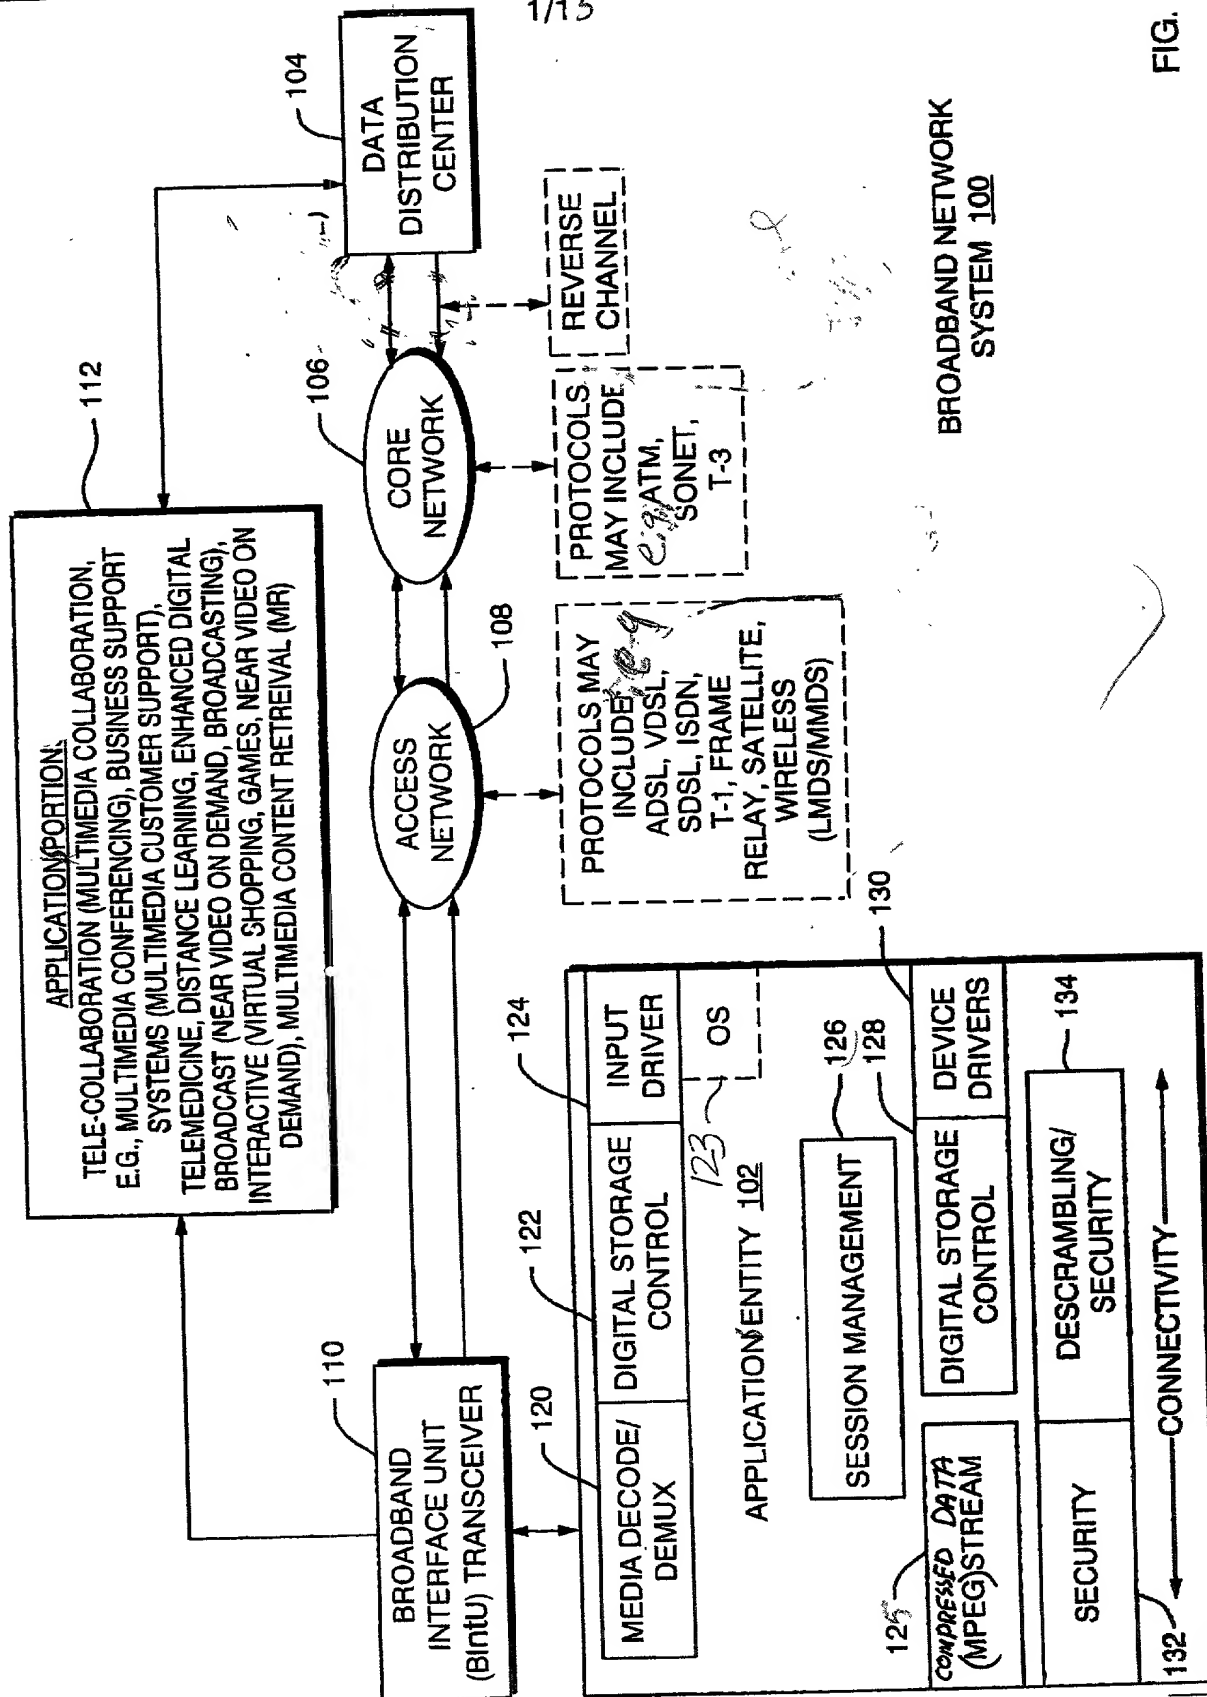 1/13
APPLICATION PORTION:
TELE-COLLABORATION (MULTIMEDIA COLLABORATION,
E.G., MULTIMEDIA CONFERENCING), BUSINESS SUPPORT
SYSTEMS (MULTIMEDIA CUSTOMER SUPPORT),
TELEMEDICINE, DISTANCE LEARNING, ENHANCED DIGITAL
BROADCAST (NEAR VIDEO ON DEMAND, BROADCASTING),
INTERACTIVE (VIRTUAL SHOPPING, GAMES, NEAR VIDEO ON
DEMAND), MULTIMEDIA CONTENT RETREIVAL (MR)
112
BROADBAND
INTERFACE UNIT
(BIntU) TRANSCEIVER
110
ACCESS
NETWORK
108
CORE
NETWORK
106
DATA
DISTRIBUTION
CENTER
104
PROTOCOLS MAY
INCLUDE, e.g
ADSL, VDSL,
SDSL, ISDN,
T-1, FRAME
RELAY, SATELLITE,
WIRELESS
(LMDS/MMDS)
PROTOCOLS
MAY INCLUDE
e.g. ATM,
SONET,
T-3
REVERSE
CHANNEL
120
122
124
MEDIA DECODE/
DEMUX
DIGITAL STORAGE
CONTROL
INPUT
DRIVER
OS
123
APPLICATION ENTITY 102
SESSION MANAGEMENT
126
128
130
125
COMPRESSED DATA
(MPEG) STREAM
DIGITAL STORAGE
CONTROL
DEVICE
DRIVERS
SECURITY
DESCRAMBLING/
SECURITY
134
132
CONNECTIVITY
BROADBAND NETWORK
SYSTEM 100
FIG.